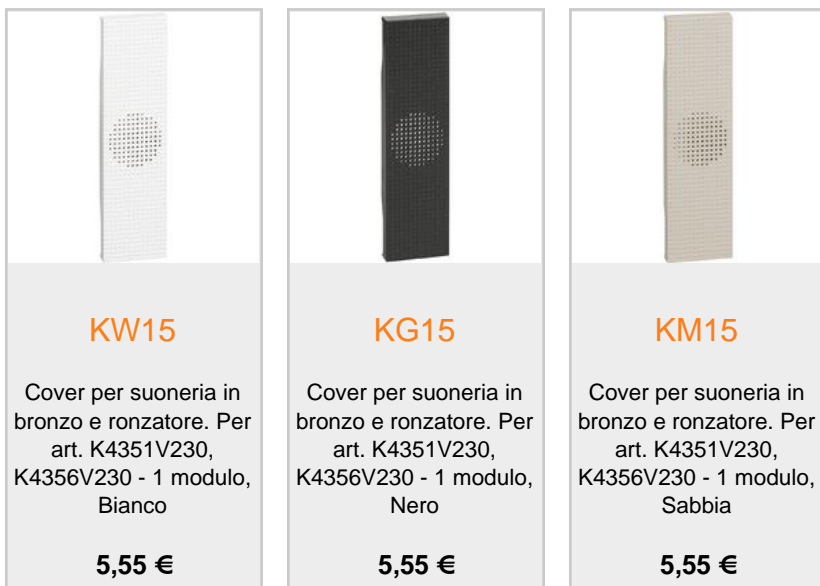 KW15
Cover per suoneria in
bronzo e ronzatore. Per
art. K4351V230,
K4356V230 - 1 modulo,
Bianco
5,55 €
KG15
Cover per suoneria in
bronzo e ronzatore. Per
art. K4351V230,
K4356V230 - 1 modulo,
Nero
5,55 €
KM15
Cover per suoneria in
bronzo e ronzatore. Per
art. K4351V230,
K4356V230 - 1 modulo,
Sabbia
5,55 €